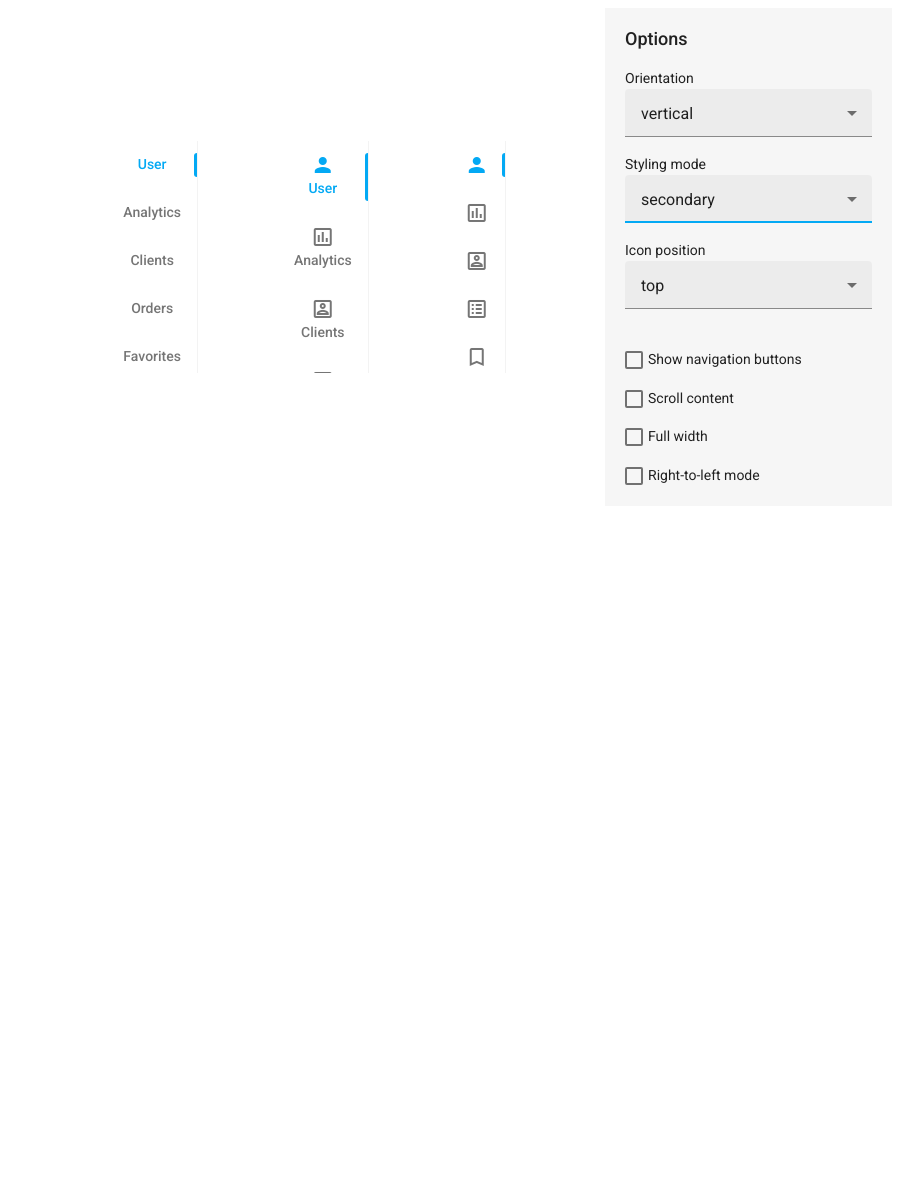 User
Analytics
Clients
Orders
Favorites
User
Analytics
Clients
Options
Orientation
vertical
Styling mode
secondary
Icon position
top
Show navigation buttons
Scroll content
Full width
Right-to-left mode